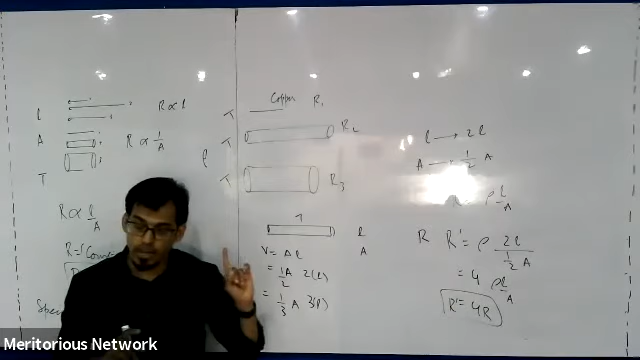 l
R ∝ l
A
R ∝ 1/A
T
R ∝ l/A
Copper R₁
R₂
R₃
l
A
V = A l
= 1/2 A 2(l)
= 1/3 A 3(l)
l → 2l
A → 1/2 A
ρ l/A
R R' = ρ 2l / 1/2 A
= 4 ρl/A
R' = 4R
Meritorious Network